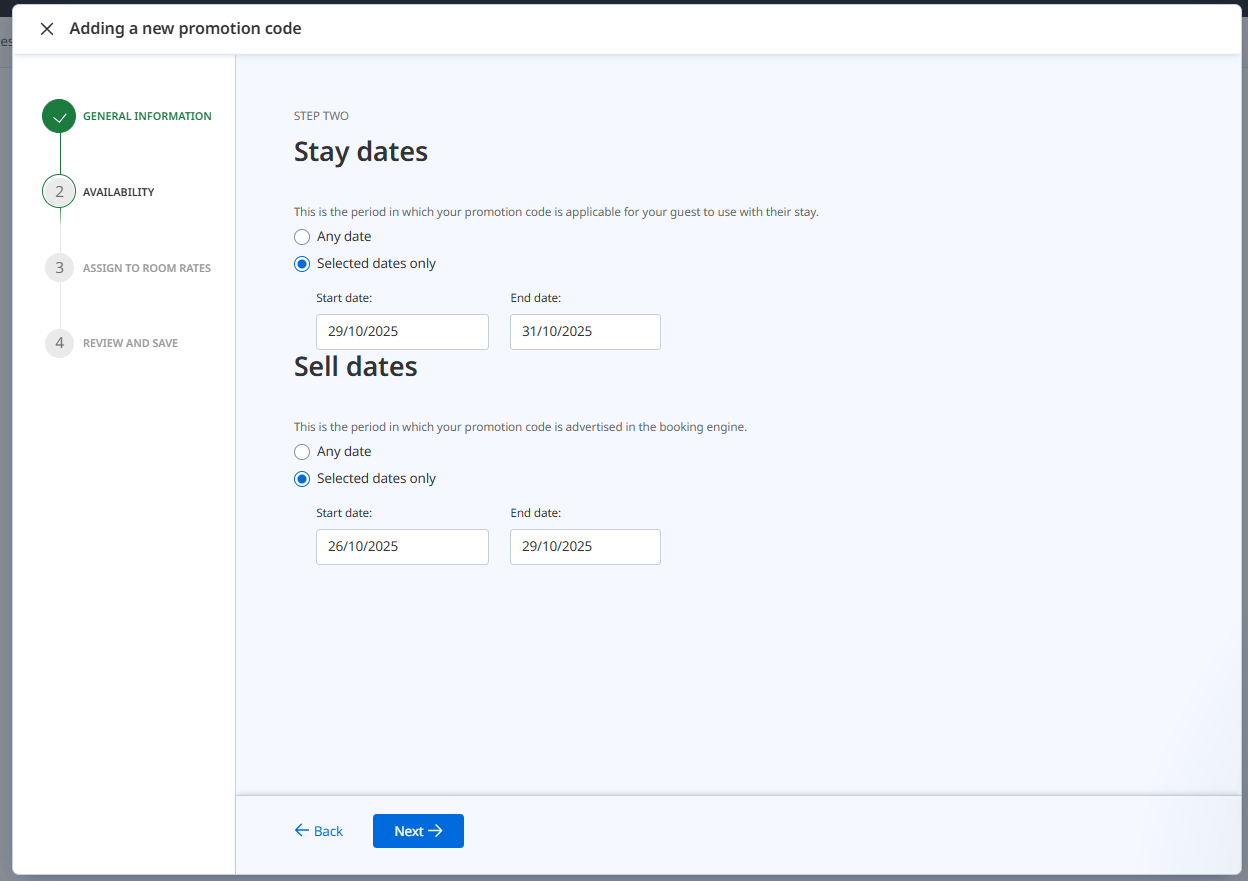 Adding a new promotion code
es
GENERAL INFORMATION
2 AVAILABILITY
3 ASSIGN TO ROOM RATES
4 REVIEW AND SAVE
STEP TWO
Stay dates
This is the period in which your promotion code is applicable for your guest to use with their stay.
Any date
Selected dates only
Start date: End date:
29/10/2025 31/10/2025
Sell dates
This is the period in which your promotion code is advertised in the booking engine.
Any date
Selected dates only
Start date: End date:
26/10/2025 29/10/2025
Back Next